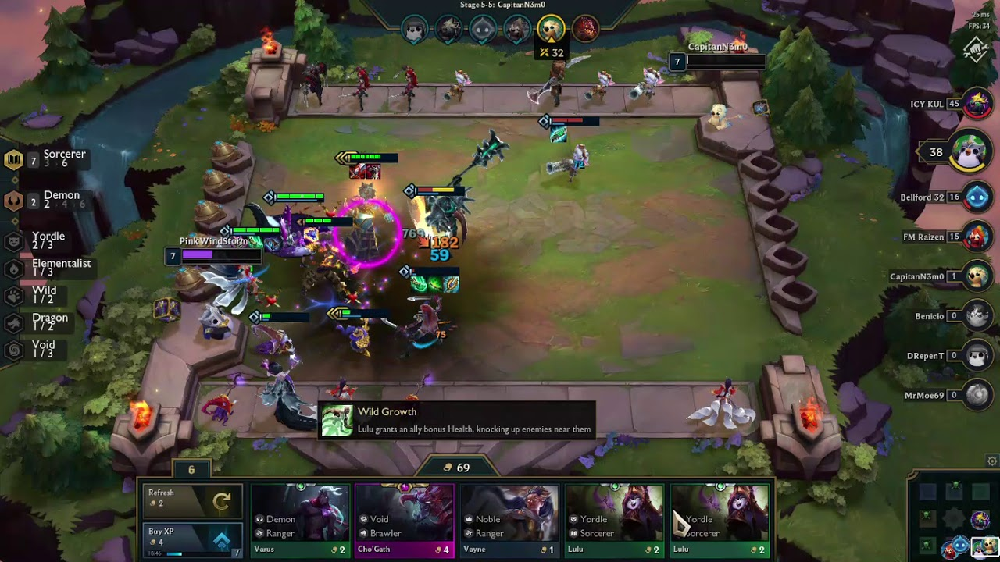 Stage 5-5: CapitanN3m0
32
25 ms
FPS: 34
7
CapitanN3m0
ICY KUL 45
38
Bellford 32 16
FM Raizen 15
CapitanN3m0 1
Benicio 0
DRepenT 0
MrMoe69 0
7 Sorcerer
3 · 6
2 Demon
2 · 4 · 6
Yordle
2 / 3
Elementalist
1 / 3
Wild
1 / 2
Dragon
1 / 2
Void
1 / 3
PinkWindStorm
7
769
182
59
75
Wild Growth
Lulu grants an ally bonus Health, knocking up enemies near them
6
69
Refresh
2
Buy XP
4
10/46
7
Demon
Ranger
Varus 2
Void
Brawler
Cho'Gath 4
Noble
Ranger
Vayne 1
Yordle
Sorcerer
Lulu 2
Yordle
Sorcerer
Lulu 2